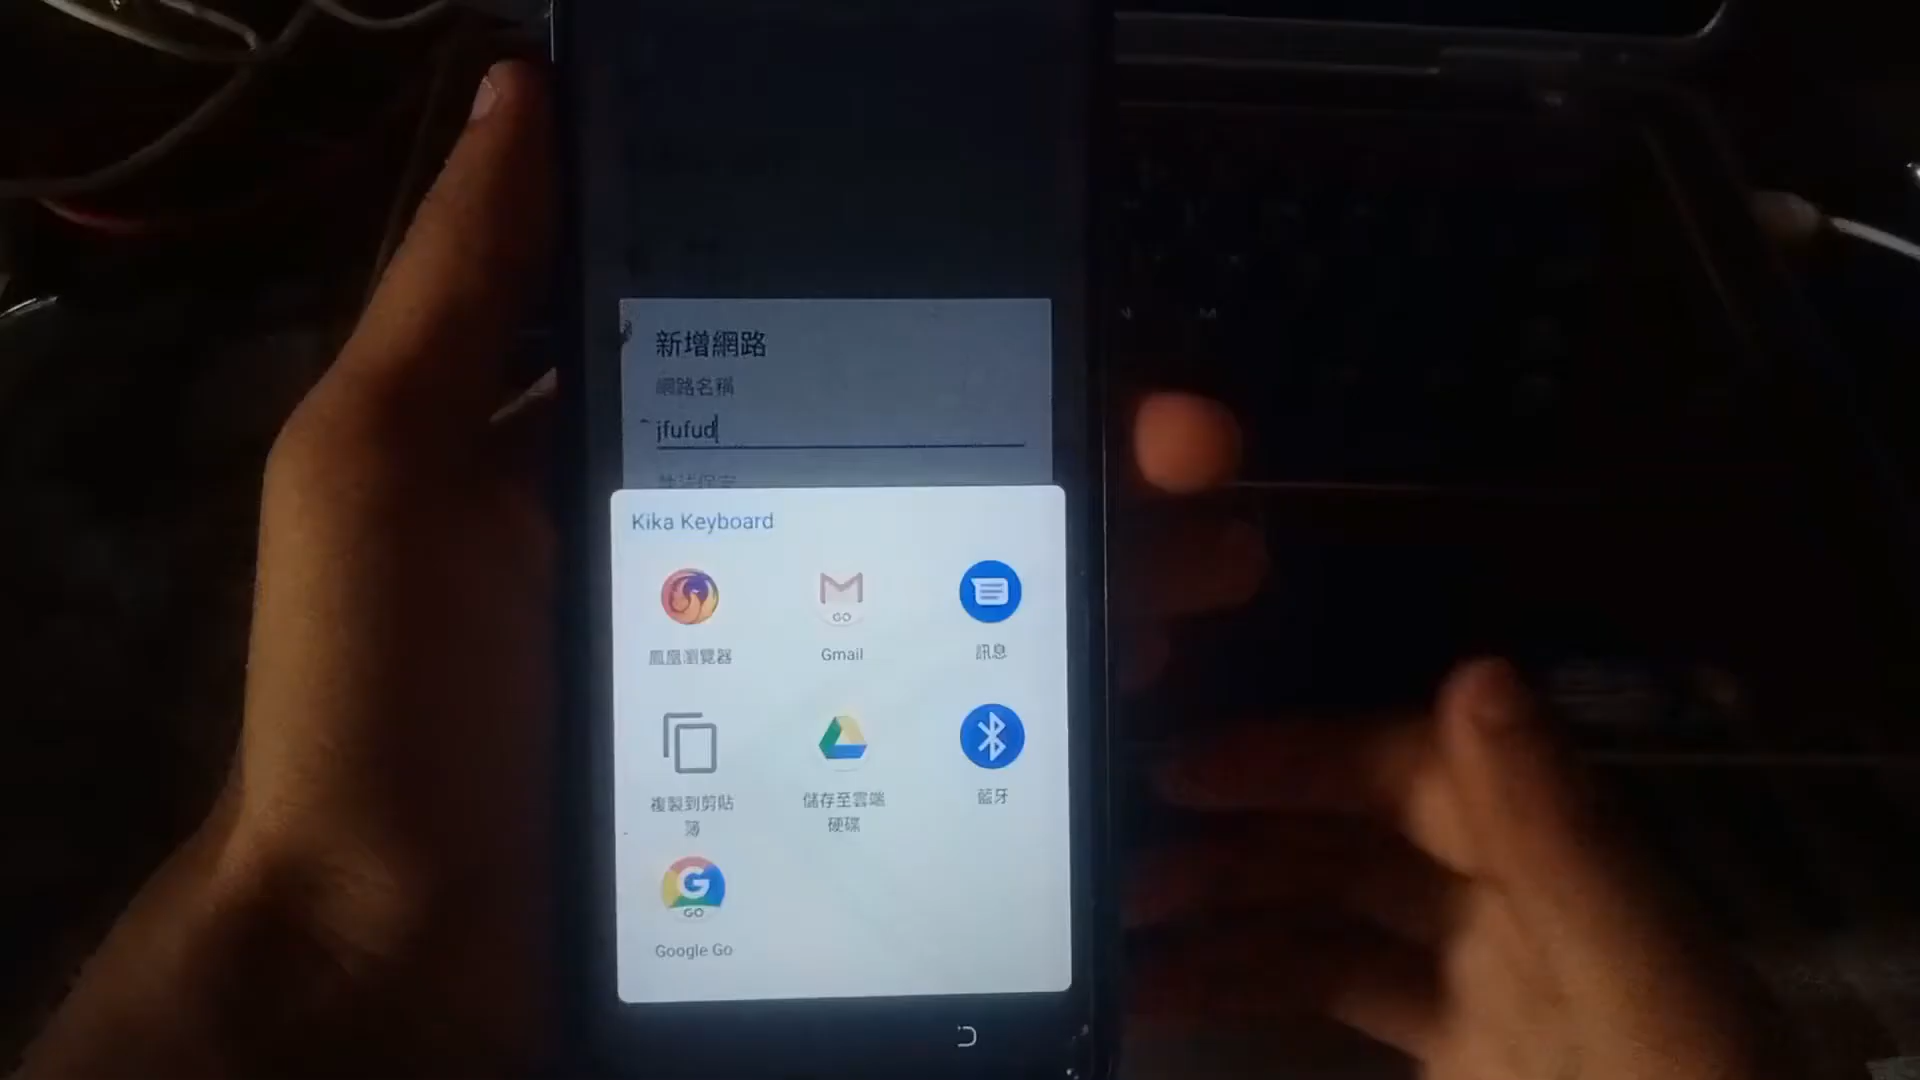 新增網路
網路名稱
jfufud
Kika Keyboard
GO
鳳凰瀏覽器
Gmail
訊息
複製到剪貼
簿
儲存至雲端
硬碟
藍牙
G
GO
Google Go